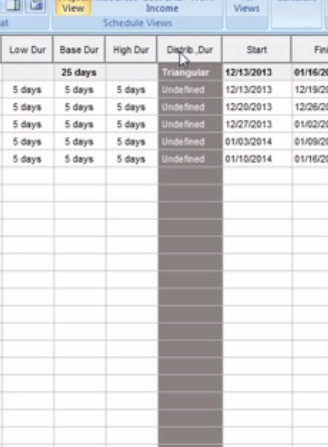 View Income Views
at Schedule Views
Low Dur Base Dur High Dur Distrib.,Dur Start Fini
25 days Triangular 12/13/2013 01/16/20
5 days 5 days 5 days Undefined 12/13/2013 12/19/20
5 days 5 days 5 days Undefined 12/20/2013 12/26/20
5 days 5 days 5 days Undefined 12/27/2013 01/02/20
5 days 5 days 5 days Undefined 01/03/2014 01/09/20
5 days 5 days 5 days Undefined 01/10/2014 01/16/20